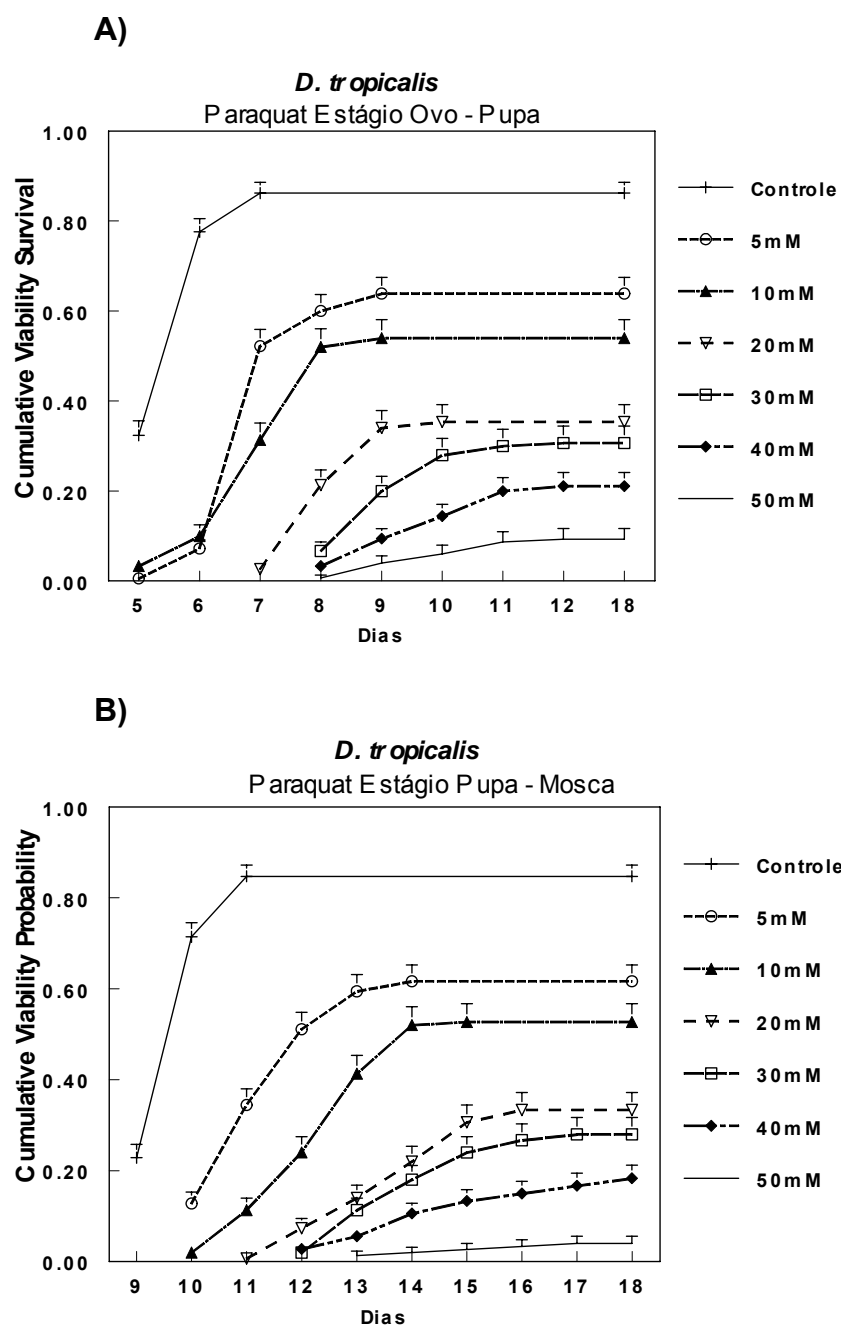 A)
D. tropicalis
Paraquat Estágio Ovo - Pupa
Cumulative Viability Survival
1.00
0.80
0.60
0.40
0.20
0.00
5 6 7 8 9 10 11 12 18
Dias
Controle
5mM
10mM
20mM
30mM
40mM
50mM
B)
D. tropicalis
Paraquat Estágio Pupa - Mosca
Cumulative Viability Probability
1.00
0.80
0.60
0.40
0.20
0.00
9 10 11 12 13 14 15 16 17 18
Dias
Controle
5mM
10mM
20mM
30mM
40mM
50mM